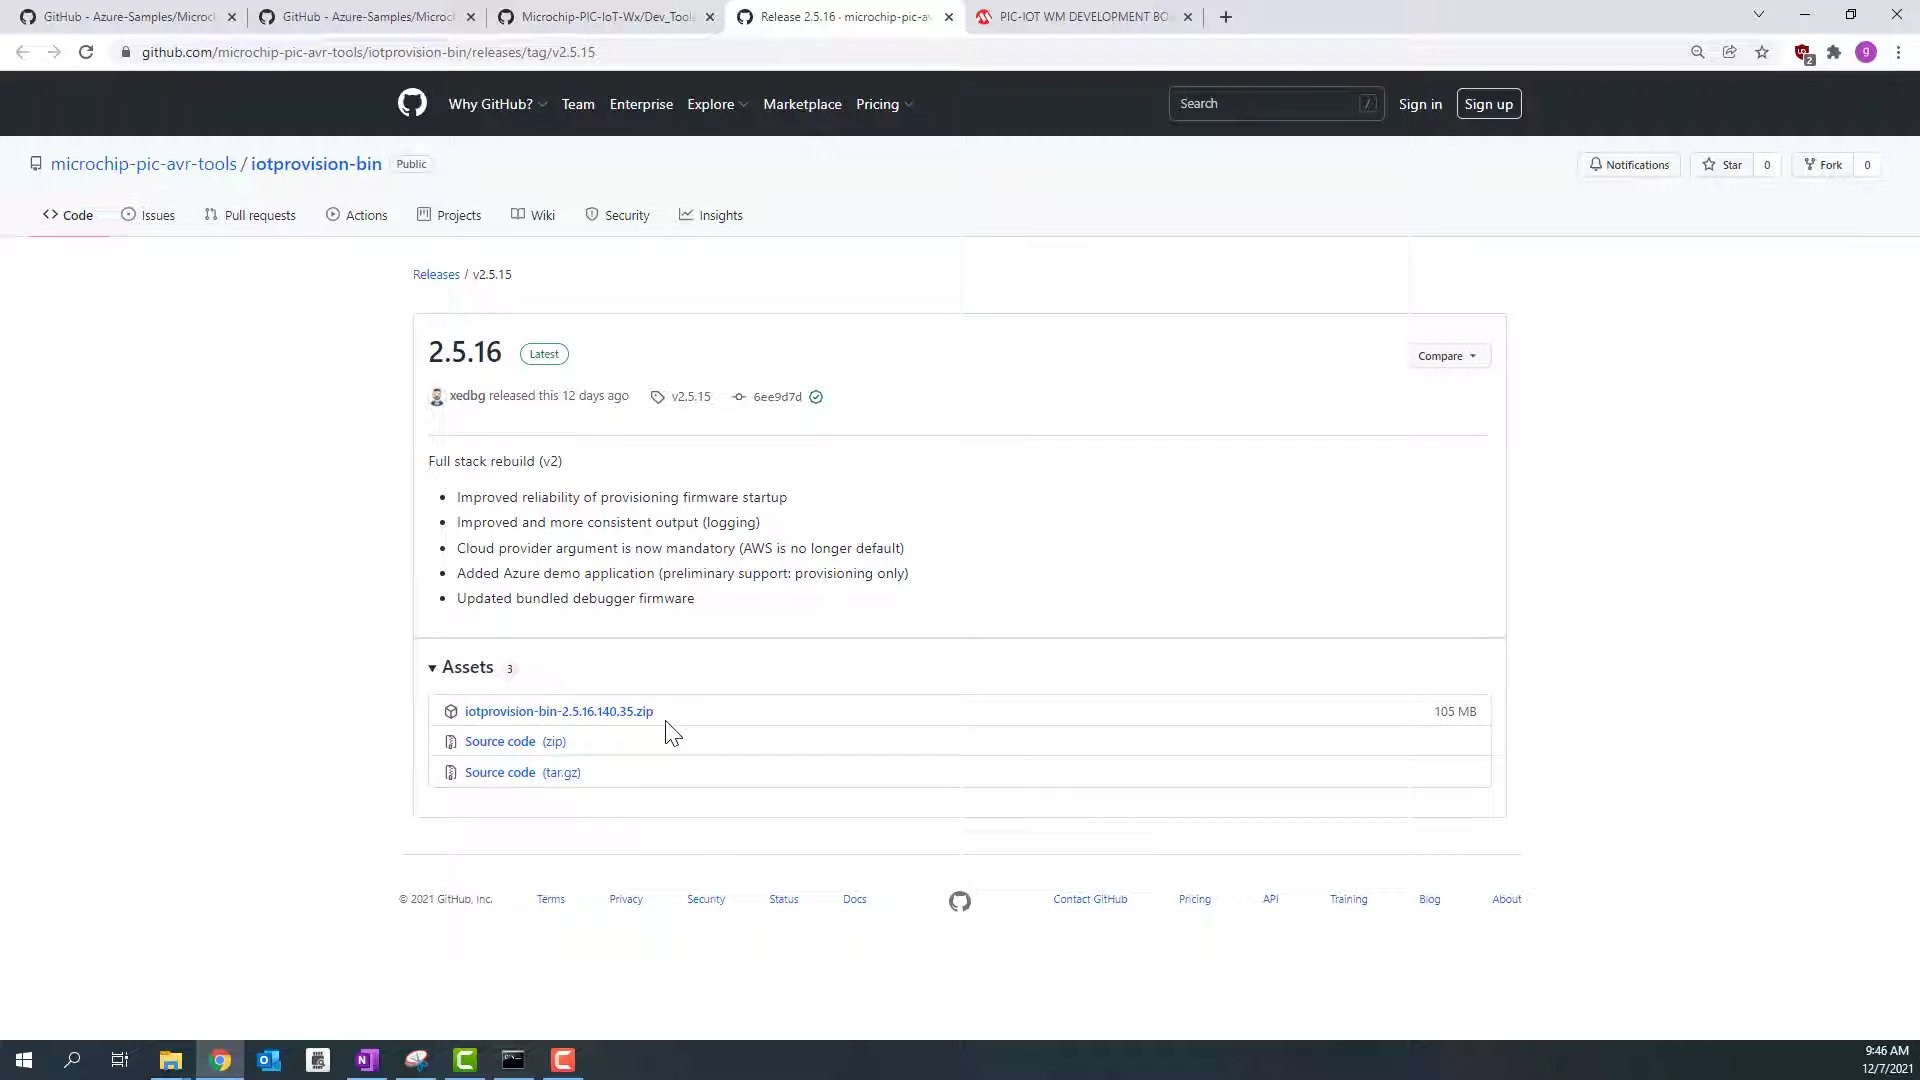 GitHub - Azure-Samples/Microc
GitHub - Azure-Samples/Microc
Microchip-PIC-IoT-Wx/Dev_Tools
Release 2.5.16 · microchip-pic-av
PIC-IOT WM DEVELOPMENT BO
github.com/microchip-pic-avr-tools/iotprovision-bin/releases/tag/v2.5.15
2
g
Why GitHub?
Team
Enterprise
Explore
Marketplace
Pricing
Search
/
Sign in
Sign up
microchip-pic-avr-tools / iotprovision-bin
Public
Notifications
Star
0
Fork
0
Code
Issues
Pull requests
Actions
Projects
Wiki
Security
Insights
Releases / v2.5.15
2.5.16
Latest
Compare
xedbg released this 12 days ago
v2.5.15
6ee9d7d
Full stack rebuild (v2)
Improved reliability of provisioning firmware startup
Improved and more consistent output (logging)
Cloud provider argument is now mandatory (AWS is no longer default)
Added Azure demo application (preliminary support: provisioning only)
Updated bundled debugger firmware
Assets 3
iotprovision-bin-2.5.16.140.35.zip
105 MB
Source code (zip)
Source code (tar.gz)
© 2021 GitHub, Inc.
Terms
Privacy
Security
Status
Docs
Contact GitHub
Pricing
API
Training
Blog
About
9:46 AM
12/7/2021